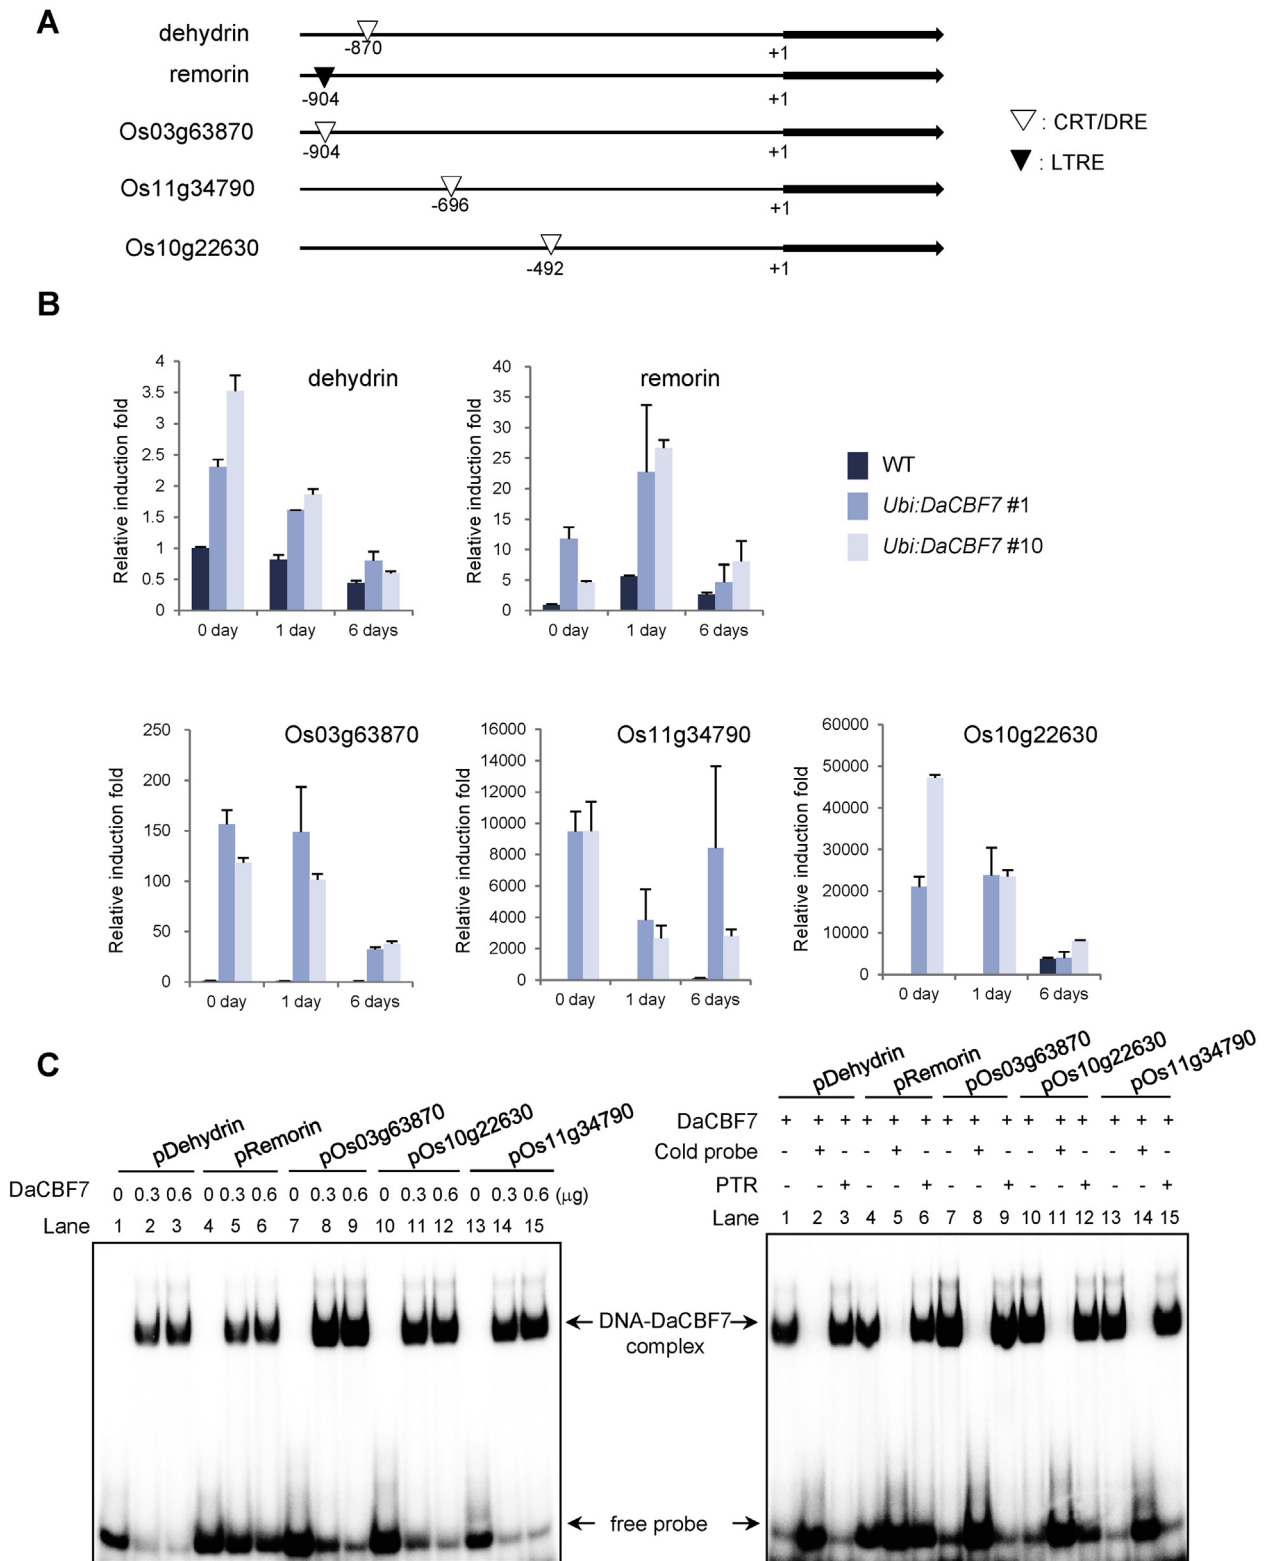 A
dehydrin
-870
+1
remorin
-904
+1
Os03g63870
-904
+1
Os11g34790
-696
+1
Os10g22630
-492
+1
: CRT/DRE
: LTRE
B
dehydrin
Relative induction fold
4
3.5
3
2.5
2
1.5
1
0.5
0
0 day 1 day 6 days
remorin
Relative induction fold
40
35
30
25
20
15
10
5
0
0 day 1 day 6 days
WT
Ubi:DaCBF7 #1
Ubi:DaCBF7 #10
Os03g63870
Relative induction fold
250
200
150
100
50
0
0 day 1 day 6 days
Os11g34790
Relative induction fold
16000
14000
12000
10000
8000
6000
4000
2000
0
0 day 1 day 6 days
Os10g22630
Relative induction fold
60000
50000
40000
30000
20000
10000
0
0 day 1 day 6 days
C
pDehydrin pRemorin pOs03g63870 pOs10g22630 pOs11g34790
DaCBF7 0 0.3 0.6 0 0.3 0.6 0 0.3 0.6 0 0.3 0.6 0 0.3 0.6 (µg)
Lane 1 2 3 4 5 6 7 8 9 10 11 12 13 14 15
pDehydrin pRemorin pOs03g63870 pOs10g22630 pOs11g34790
DaCBF7 + + + + + + + + + + + + + + +
Cold probe - + - - + - - + - - + - - + -
PTR - - + - - + - - + - - + - - +
Lane 1 2 3 4 5 6 7 8 9 10 11 12 13 14 15
DNA-DaCBF7
complex
free probe